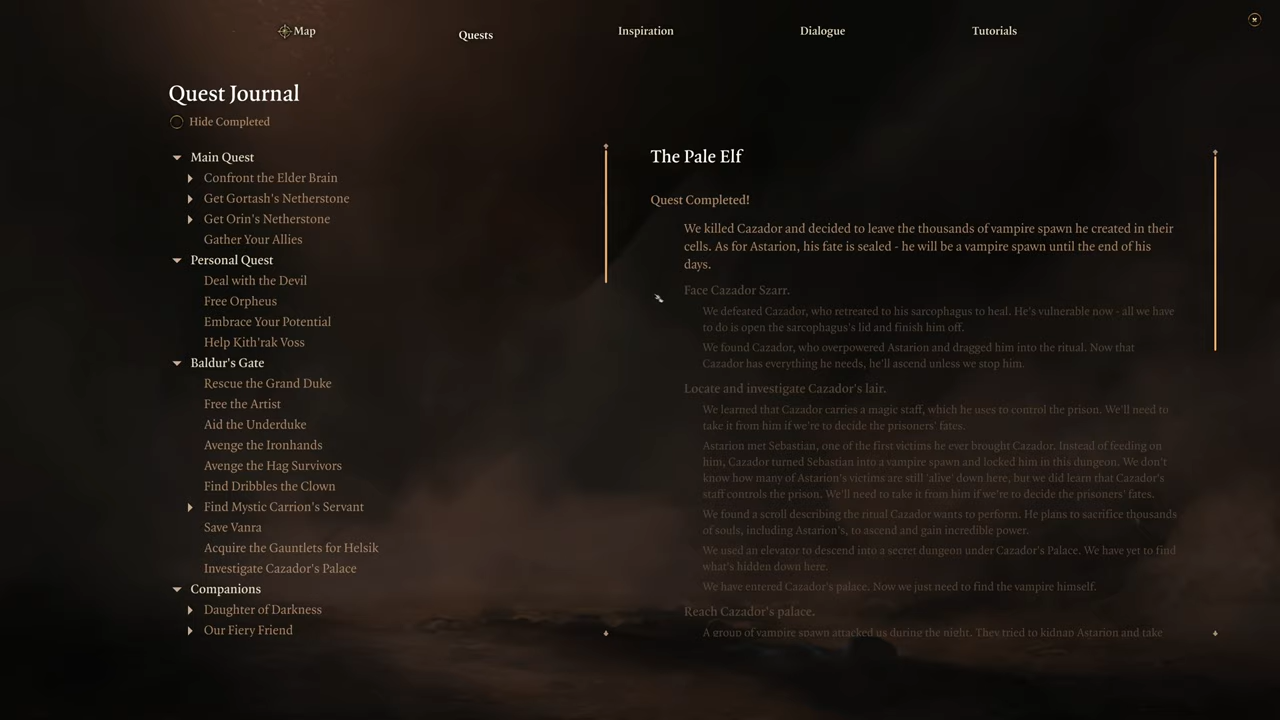 Map
Quests
Inspiration
Dialogue
Tutorials
Quest Journal
Hide Completed
Main Quest
Confront the Elder Brain
Get Gortash's Netherstone
Get Orin's Netherstone
Gather Your Allies
Personal Quest
Deal with the Devil
Free Orpheus
Embrace Your Potential
Help Kith'rak Voss
Baldur's Gate
Rescue the Grand Duke
Free the Artist
Aid the Underduke
Avenge the Ironhands
Avenge the Hag Survivors
Find Dribbles the Clown
Find Mystic Carrion's Servant
Save Vanra
Acquire the Gauntlets for Helsik
Investigate Cazador's Palace
Companions
Daughter of Darkness
Our Fiery Friend
The Pale Elf
Quest Completed!
We killed Cazador and decided to leave the thousands of vampire spawn he created in their
cells. As for Astarion, his fate is sealed - he will be a vampire spawn until the end of his
days.
Face Cazador Szarr.
We defeated Cazador, who retreated to his sarcophagus to heal. He's vulnerable now - all we have
to do is open the sarcophagus's lid and finish him off.
We found Cazador, who overpowered Astarion and dragged him into the ritual. Now that
Cazador has everything he needs, he'll ascend unless we stop him.
Locate and investigate Cazador's lair.
We learned that Cazador carries a magic staff, which he uses to control the prison. We'll need to
take it from him if we're to decide the prisoners' fates.
Astarion met Sebastian, one of the first victims he ever brought Cazador. Instead of feeding on
him, Cazador turned Sebastian into a vampire spawn and locked him in this dungeon. We don't
know how many of Astarion's victims are still 'alive' down here, but we did learn that Cazador's
staff controls the prison. We'll need to take it from him if we're to decide the prisoners' fates.
We found a scroll describing the ritual Cazador wants to perform. He plans to sacrifice thousands
of souls, including Astarion's, to ascend and gain incredible power.
We used an elevator to descend into a secret dungeon under Cazador's Palace. We have yet to find
what's hidden down here.
We have entered Cazador's palace. Now we just need to find the vampire himself.
Reach Cazador's palace.
A group of vampire spawn attacked us during the night. They tried to kidnap Astarion and take